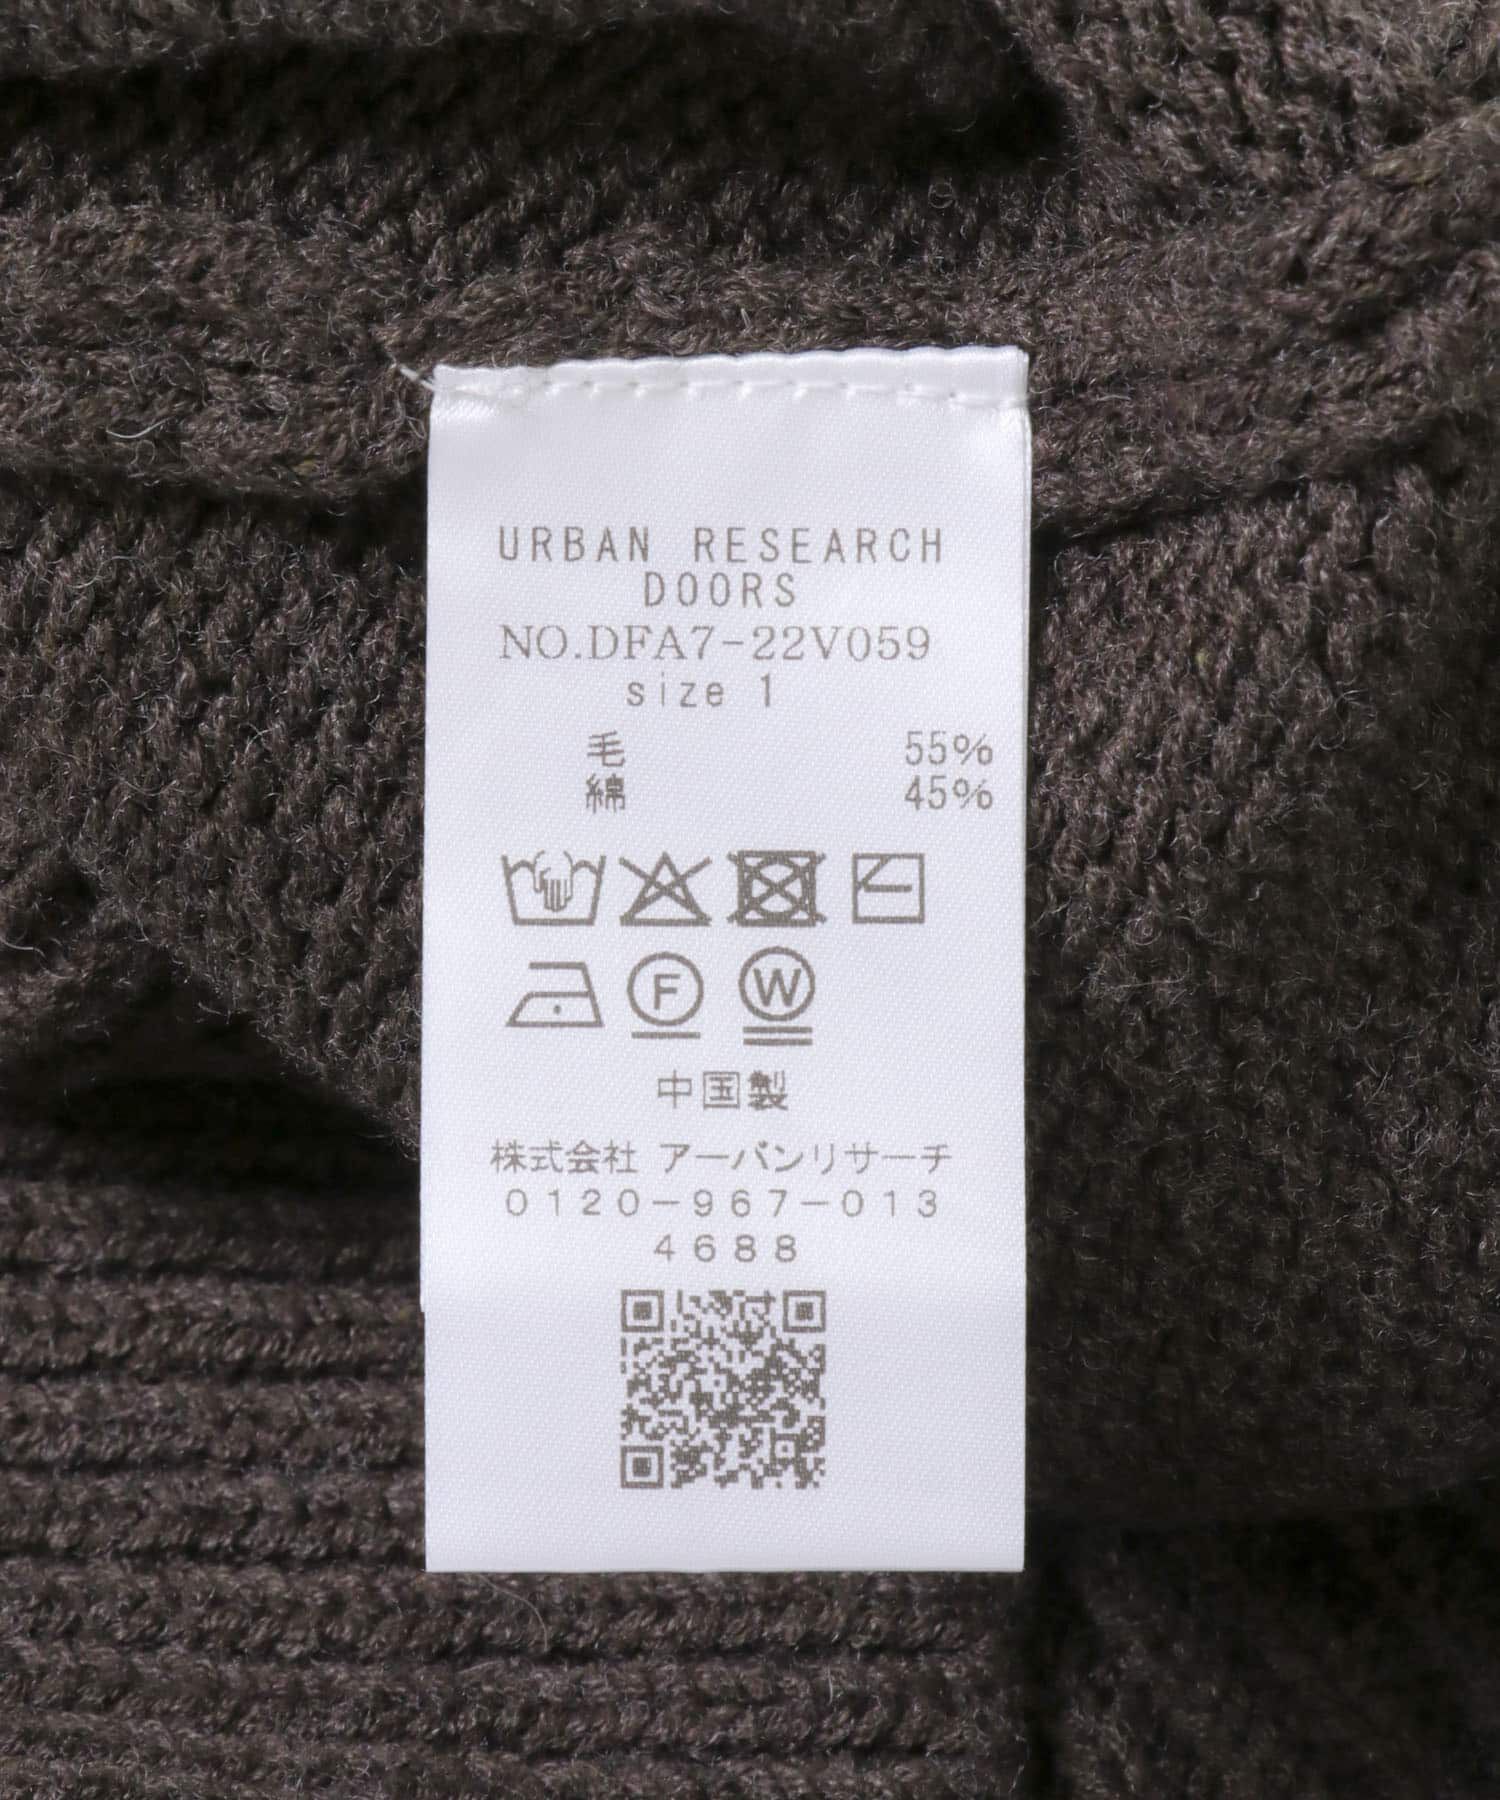 URBAN RESEARCH
DOORS
NO.DFA7-22V059
size 1
毛 55%
綿 45%
F W
中国製
株式会社 アーバンリサーチ
0120-967-013
4688